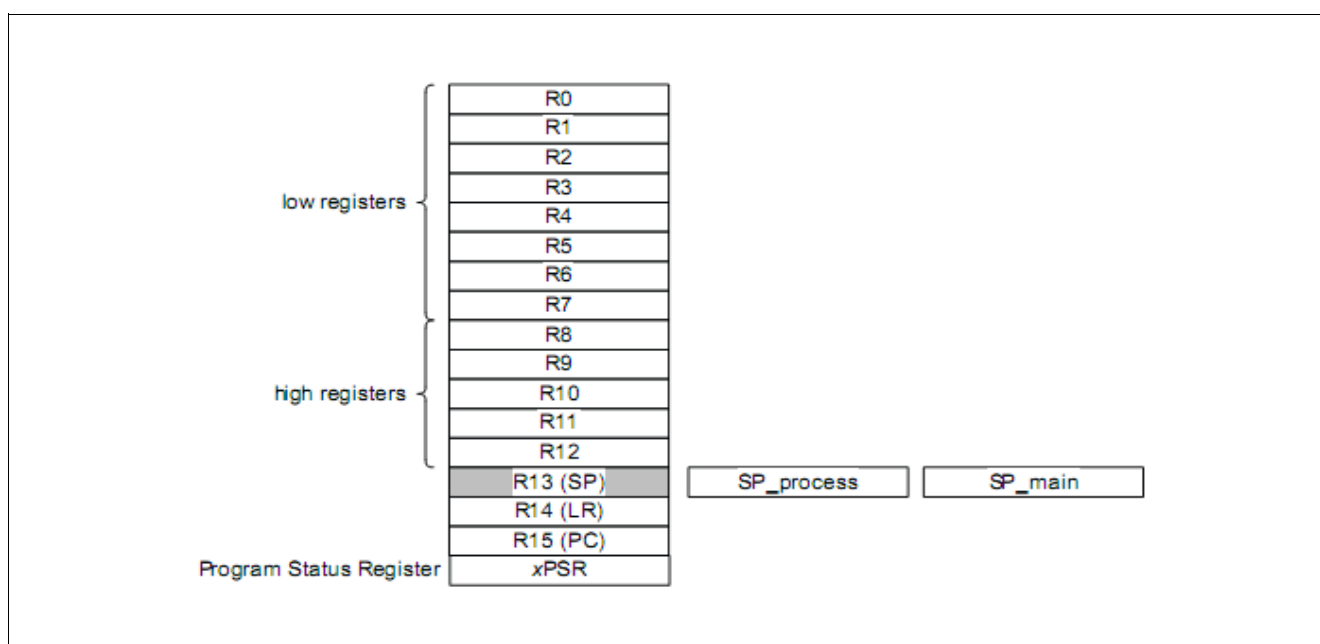 R0
R1
R2
R3
low registers
R4
R5
R6
R7
R8
R9
high registers
R10
R11
R12
R13 (SP)
SP_process
SP_main
R14 (LR)
R15 (PC)
Program Status Register
xPSR